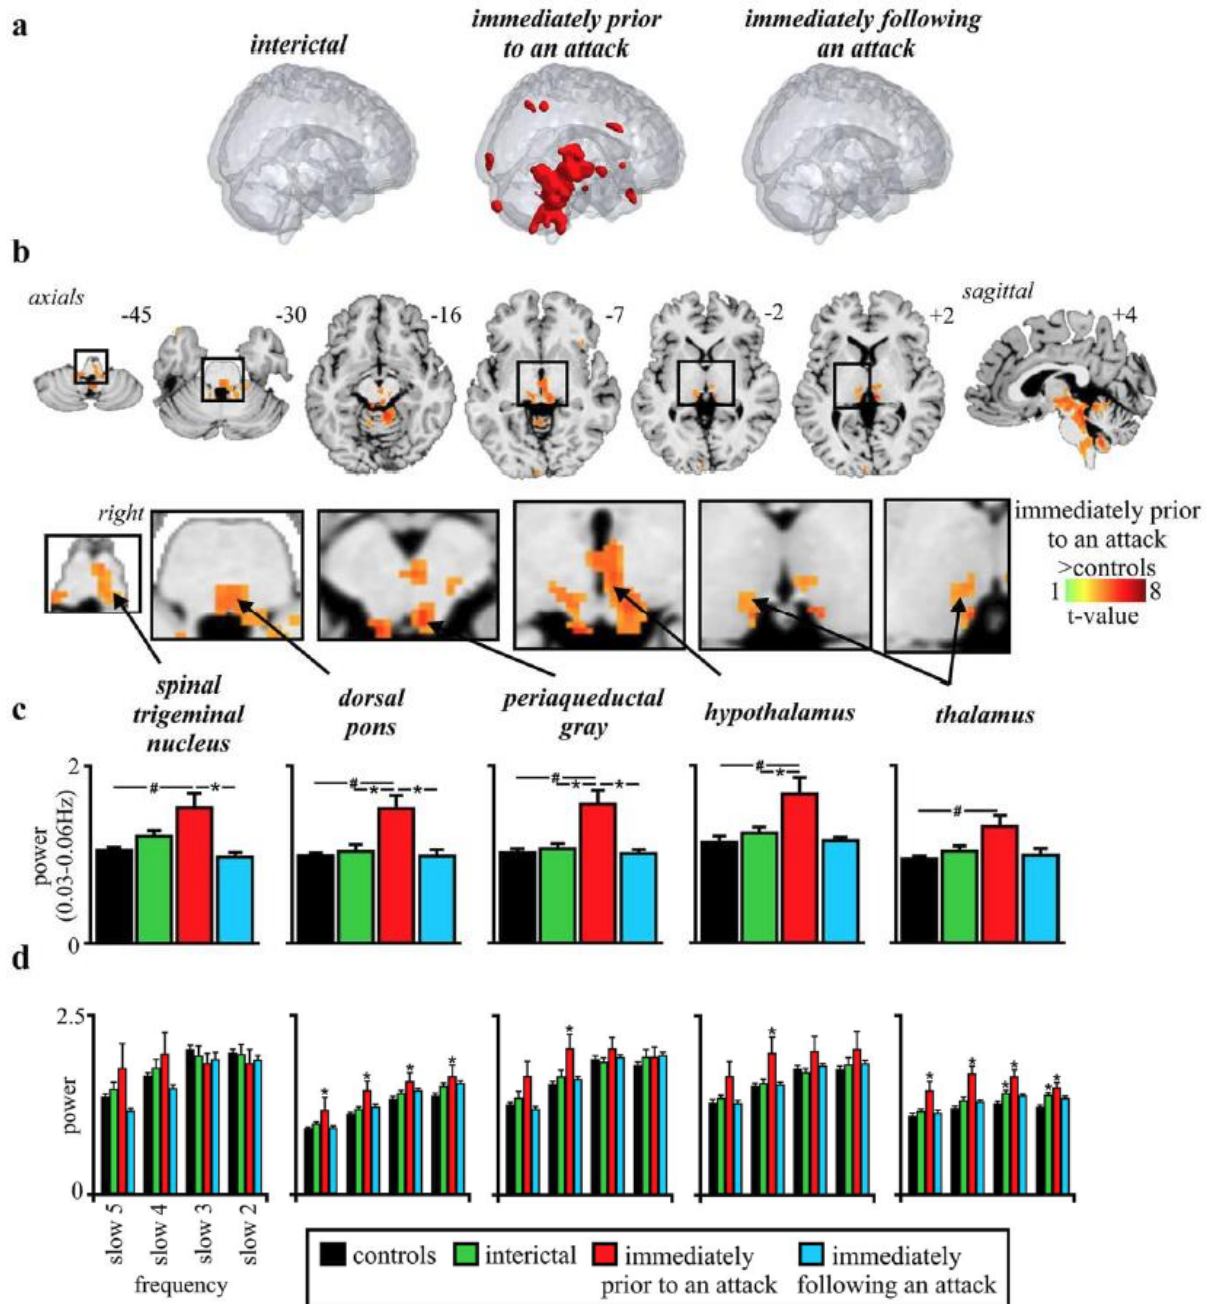 a
interictal
immediately prior
to an attack
immediately following
an attack
b
axials
-45
-30
-16
-7
-2
+2
sagittal
+4
right
immediately prior
to an attack
>controls
1 8
t-value
spinal
trigeminal
nucleus
dorsal
pons
periaqueductal
gray
hypothalamus
thalamus
c
2
0
power
(0.03-0.06Hz)
#
*
#
*
*
#
*
*
#
*
#
d
2.5
0
power
*
*
*
*
*
*
*
*
*
*
*
*
slow 5
slow 4
slow 3
slow 2
frequency
controls
interictal
immediately
prior to an attack
immediately
following an attack